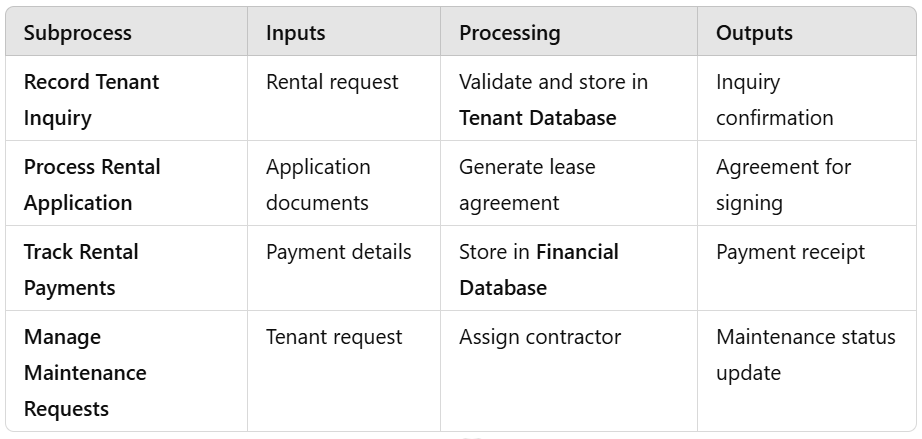 Subprocess Inputs Processing Outputs
Record Tenant Rental request Validate and store in Inquiry
Inquiry Tenant Database confirmation
Process Rental Application Generate lease Agreement for
Application documents agreement signing
Track Rental Payment details Store in Financial Payment receipt
Payments Database
Manage Tenant request Assign contractor Maintenance status
Maintenance update
Requests